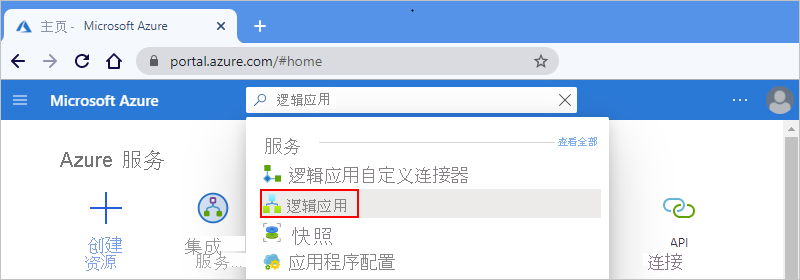 主页 - Microsoft Azure
portal.azure.com/#home
Microsoft Azure
逻辑应用
Azure 服务
服务
查看全部
逻辑应用自定义连接器
逻辑应用
快照
应用程序配置
创建
资源
集成
服务...
API
连接